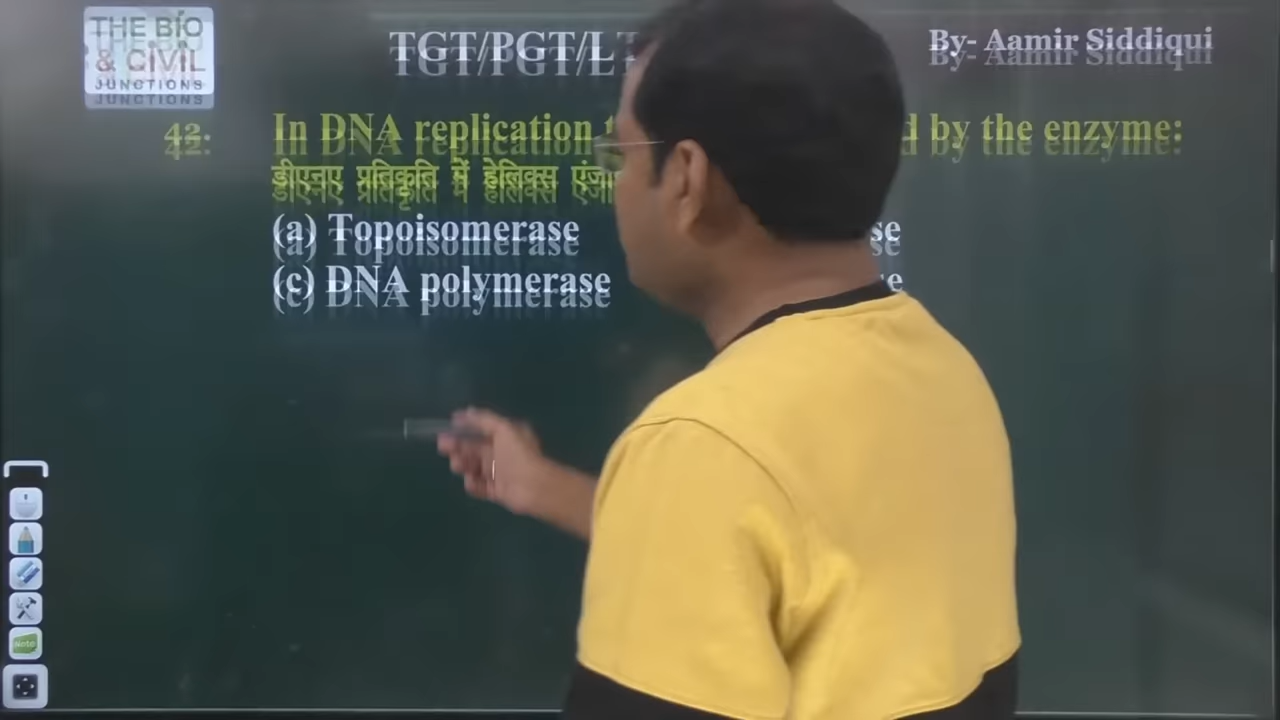 THE BIO
& CIVIL
JUNCTIONS
TGT/PGT/LT
By- Aamir Siddiqui
42. In DNA replication by the enzyme:
डीएनए प्रतिकृति में हेलिक्स
(a) Topoisomerase
(c) DNA polymerase
Note